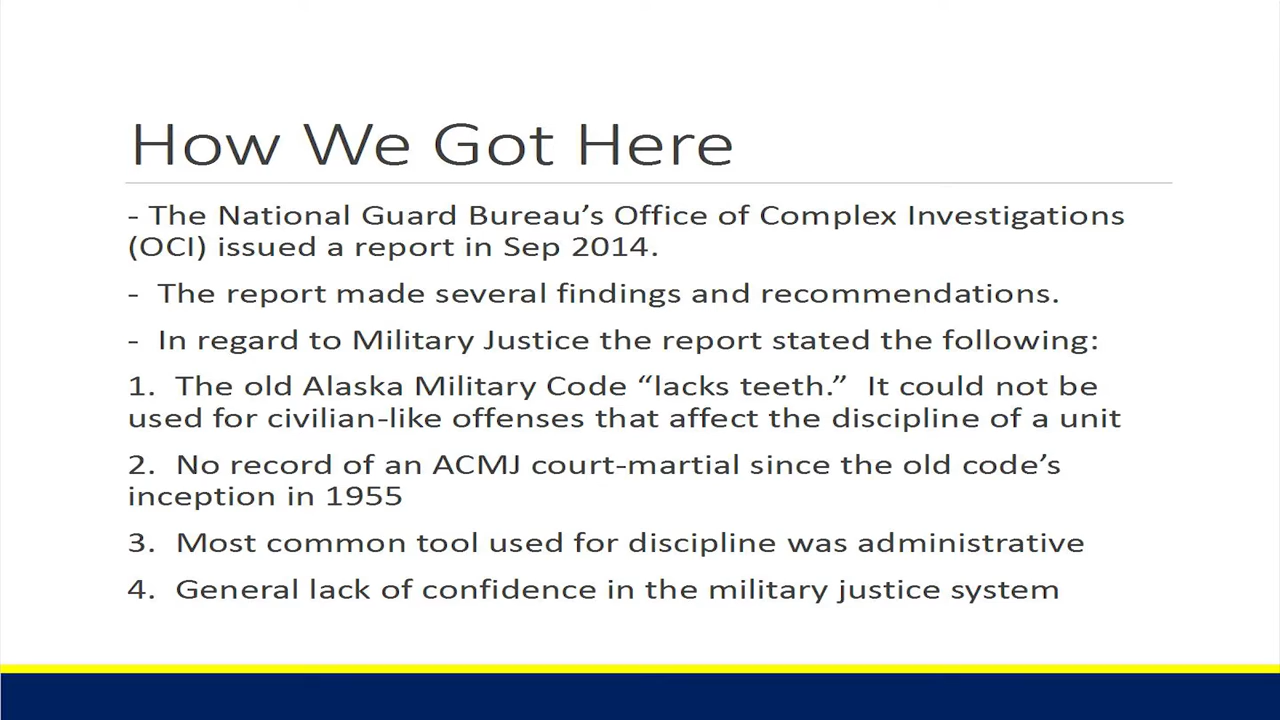 How We Got Here
- The National Guard Bureau’s Office of Complex Investigations
(OCI) issued a report in Sep 2014.
- The report made several findings and recommendations.
- In regard to Military Justice the report stated the following:
1. The old Alaska Military Code “lacks teeth.” It could not be
used for civilian-like offenses that affect the discipline of a unit
2. No record of an ACMJ court-martial since the old code’s
inception in 1955
3. Most common tool used for discipline was administrative
4. General lack of confidence in the military justice system